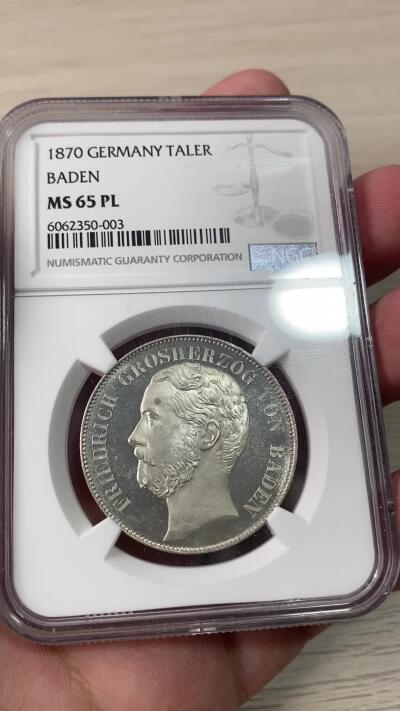 1870 GERMANY TALER
BADEN
MS 65 PL
6062350-003
NUMISMATIC GUARANTY CORPORATION
FRIEDRICH GROSHERZOG VON BADEN